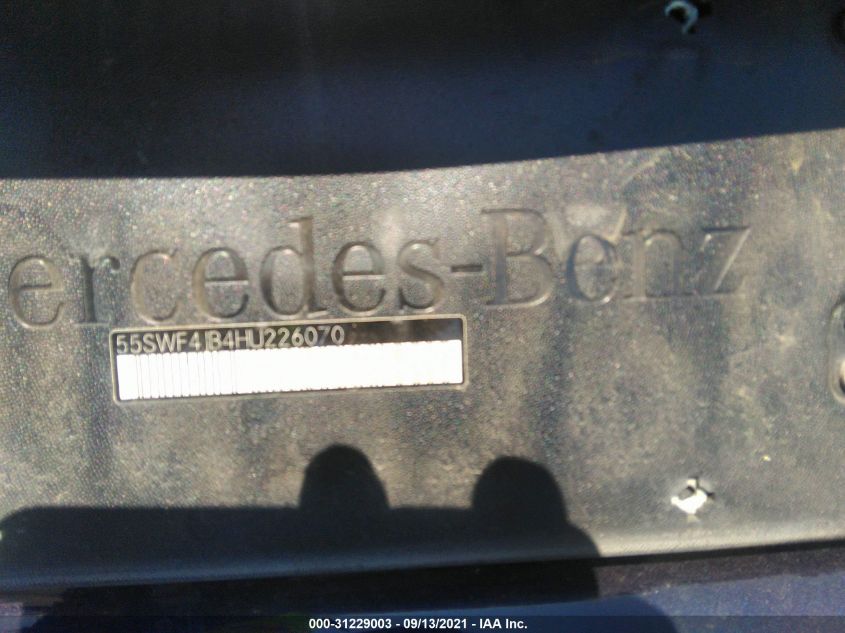 ercedes-Benz
55SWF4JB4HU226070
000-31229003 - 09/13/2021 - IAA Inc.